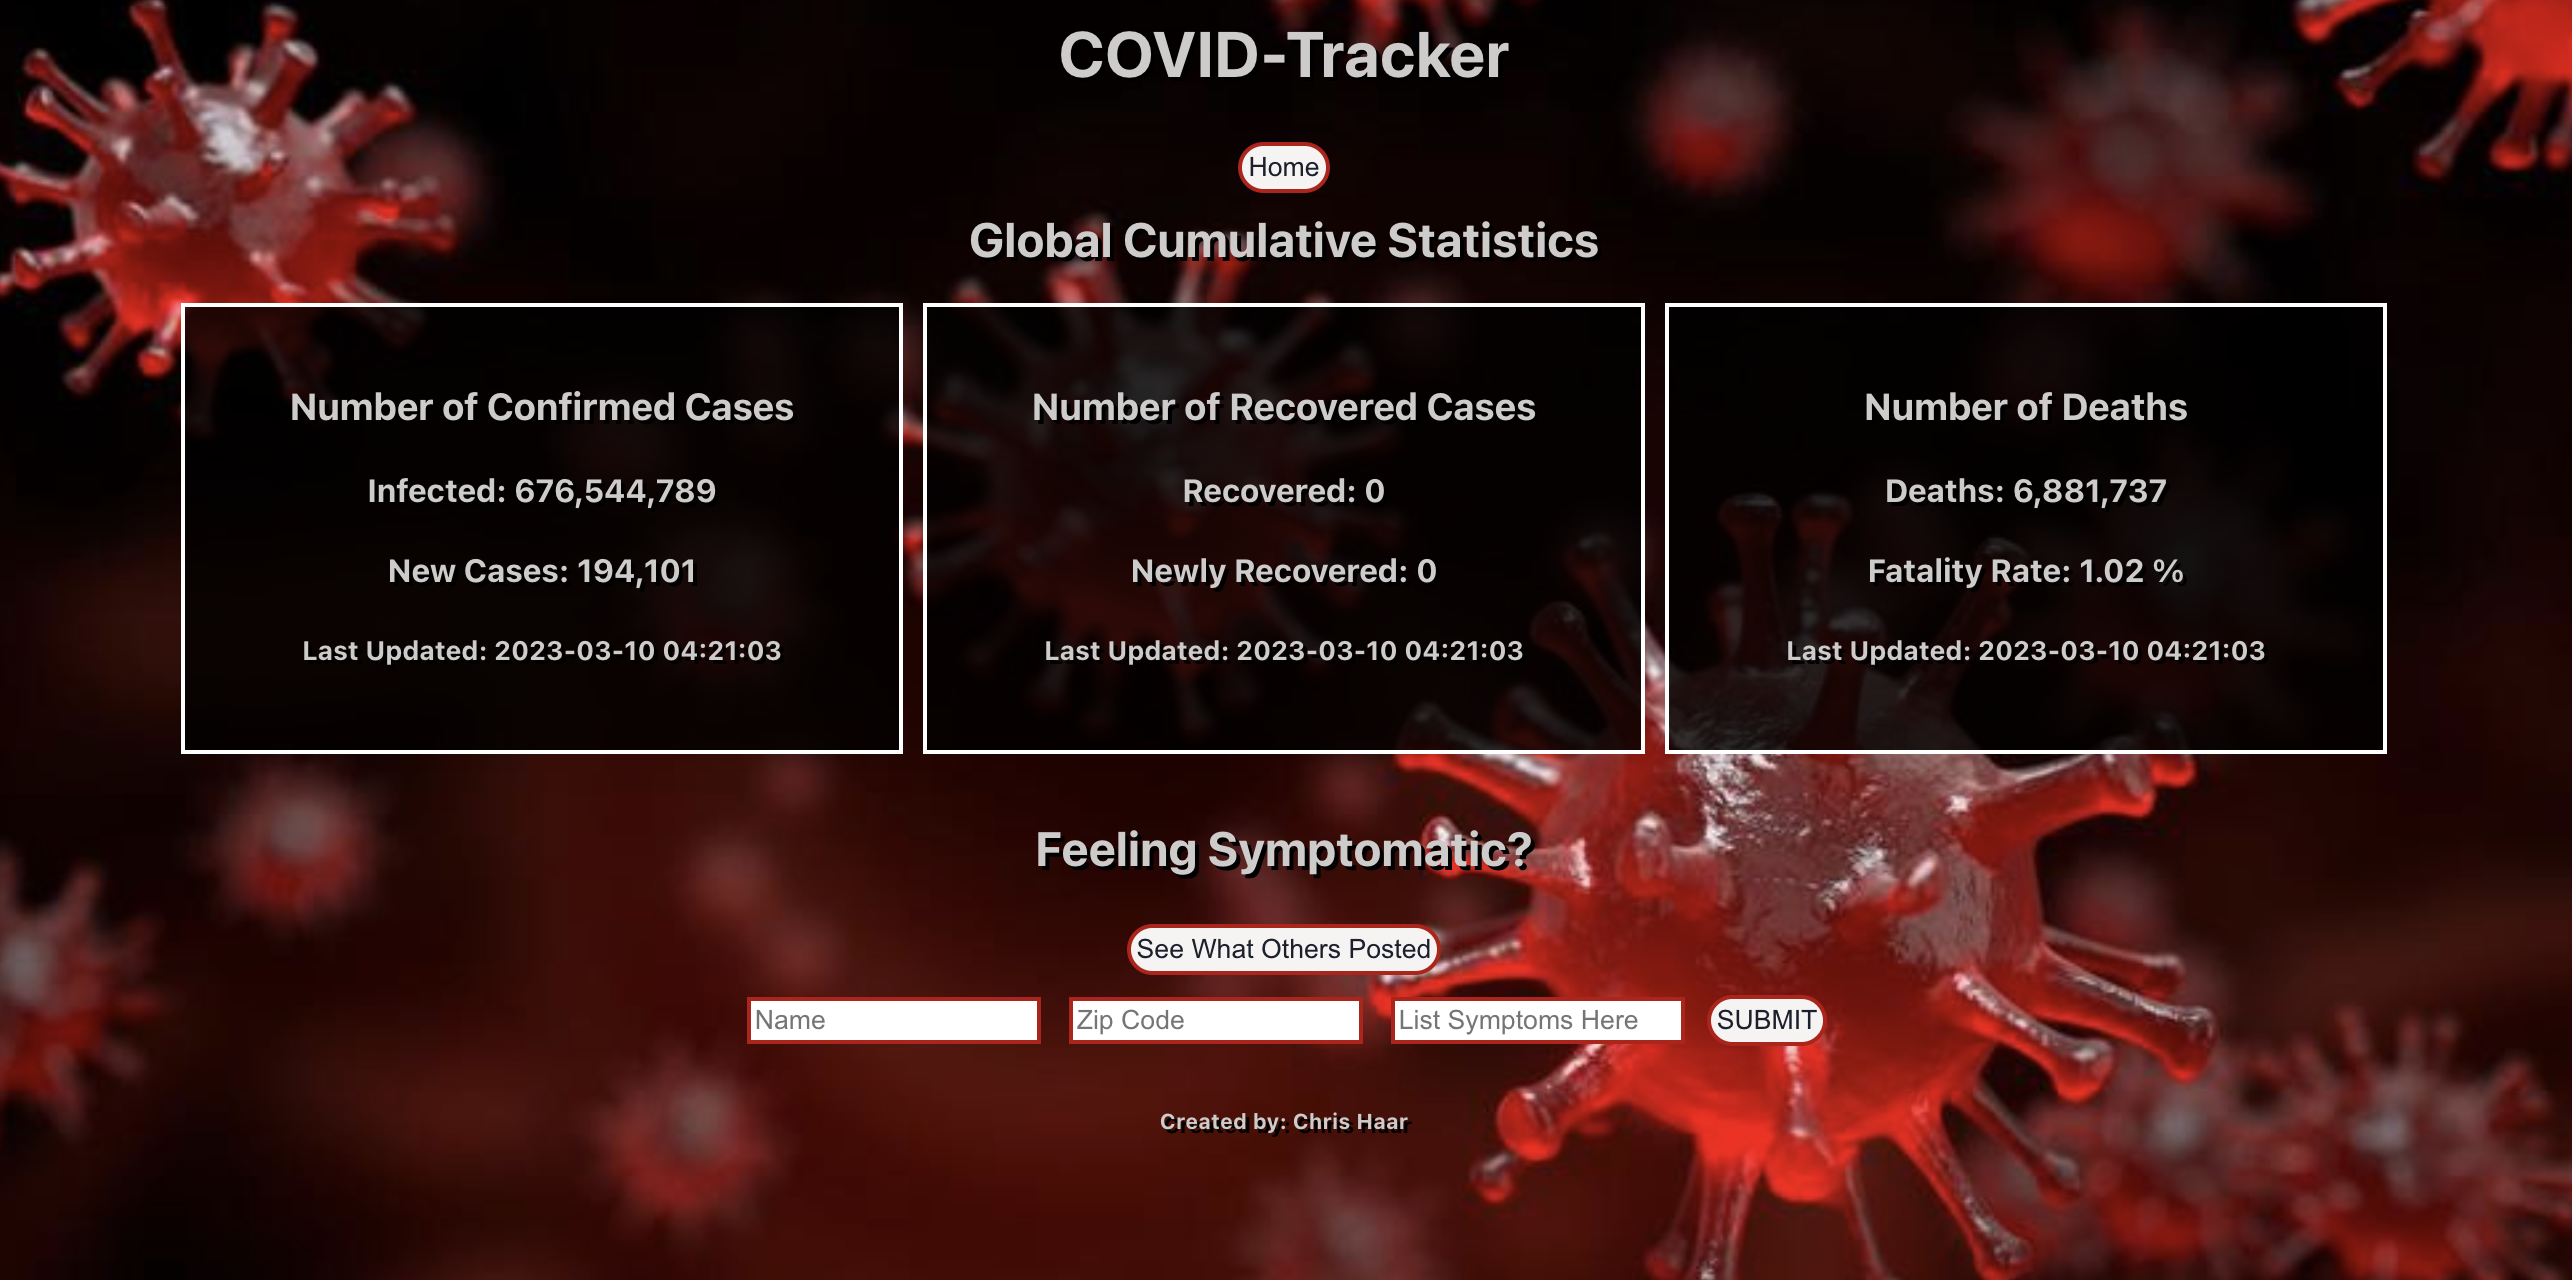 COVID-Tracker
Home
Global Cumulative Statistics
Number of Confirmed Cases
Infected: 676,544,789
New Cases: 194,101
Last Updated: 2023-03-10 04:21:03
Number of Recovered Cases
Recovered: 0
Newly Recovered: 0
Last Updated: 2023-03-10 04:21:03
Number of Deaths
Deaths: 6,881,737
Fatality Rate: 1.02 %
Last Updated: 2023-03-10 04:21:03
Feeling Symptomatic?
See What Others Posted
Name
Zip Code
List Symptoms Here
SUBMIT
Created by: Chris Haar